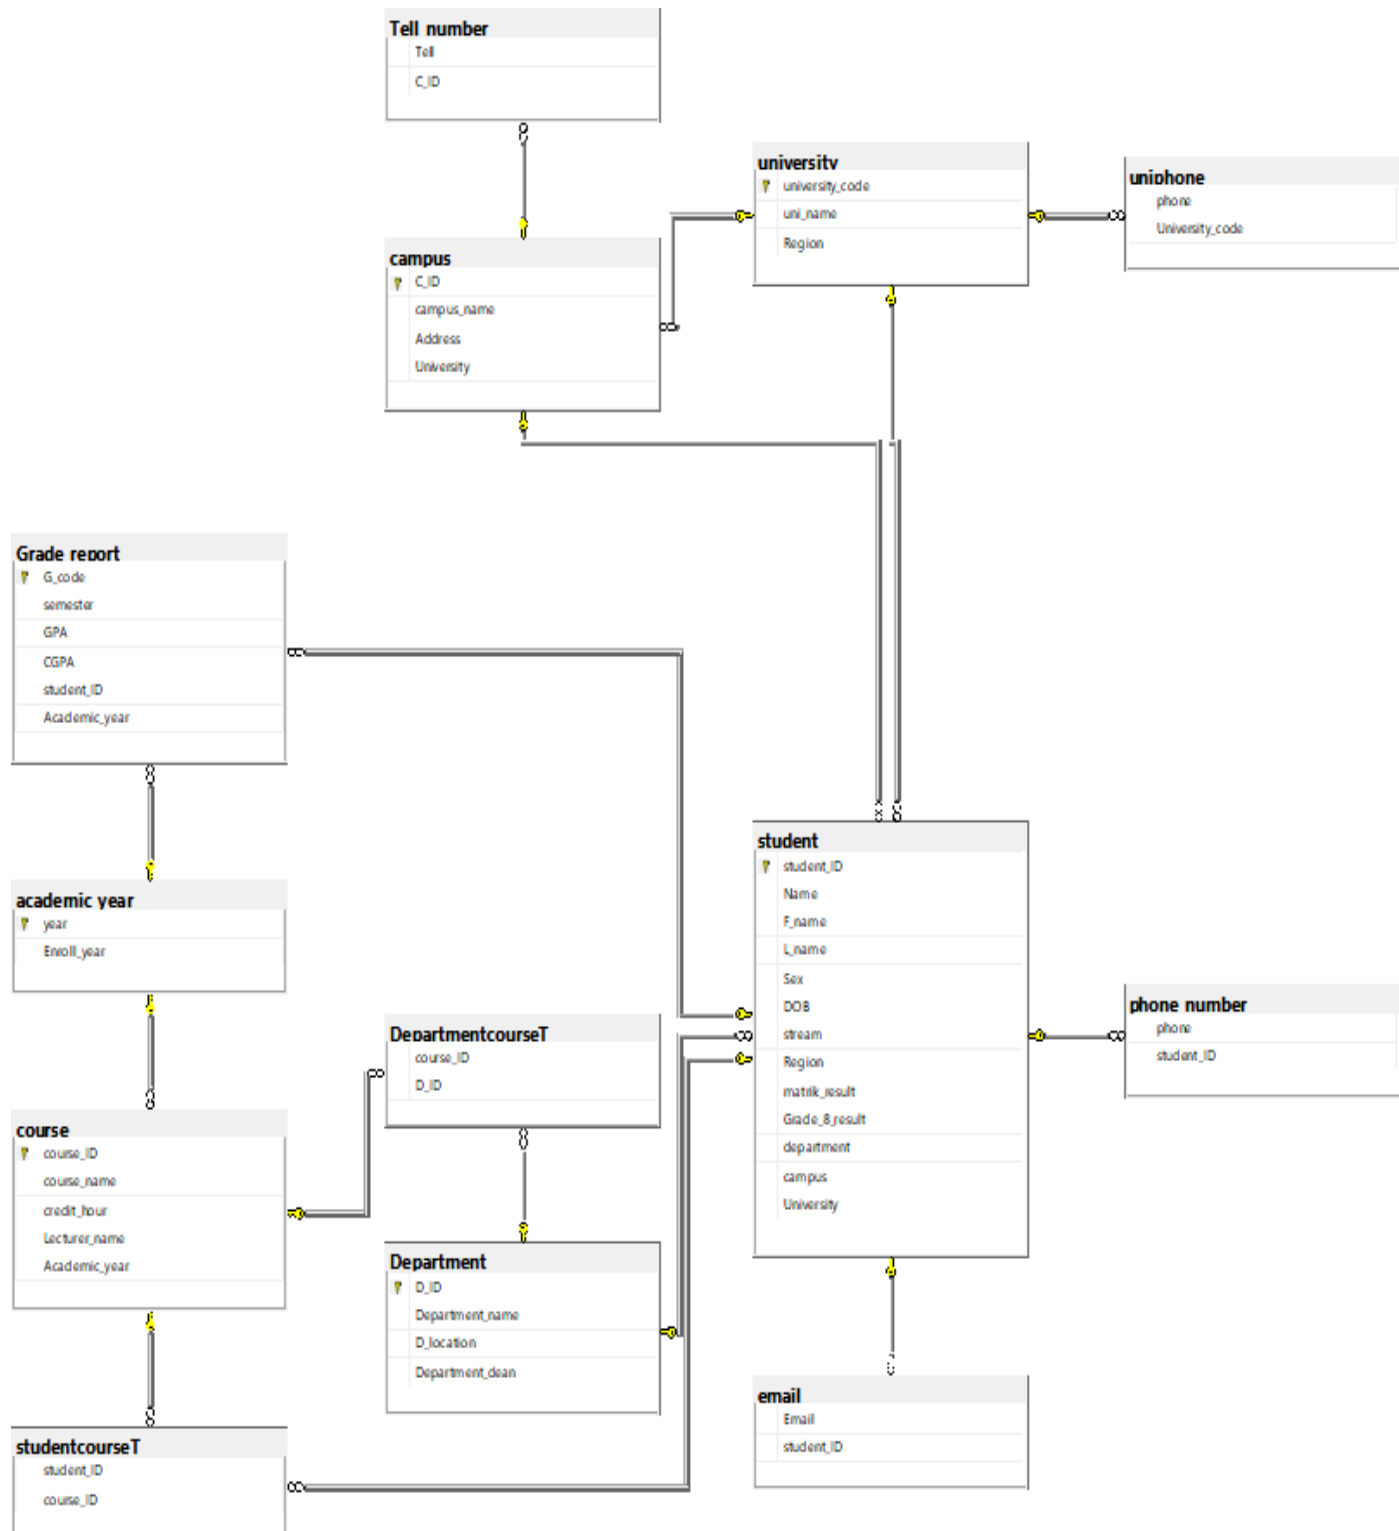 Tell number
Tell
C_ID
university
university_code
uni_name
Region
uniphone
phone
University_code
campus
C_ID
campus_name
Address
University
Grade report
G_code
semester
GPA
CGPA
student_ID
Academic_year
student
student_ID
Name
F_name
L_name
Sex
DOB
stream
Region
matrik_result
Grade_8_result
department
campus
University
academic year
year
Enroll_year
phone number
phone
student_ID
DepartmentcourseT
course_ID
D_ID
course
course_ID
course_name
credit_hour
Lecturer_name
Academic_year
Department
D_ID
Department_name
D_location
Department_dean
email
Email
student_ID
studentcourseT
student_ID
course_ID